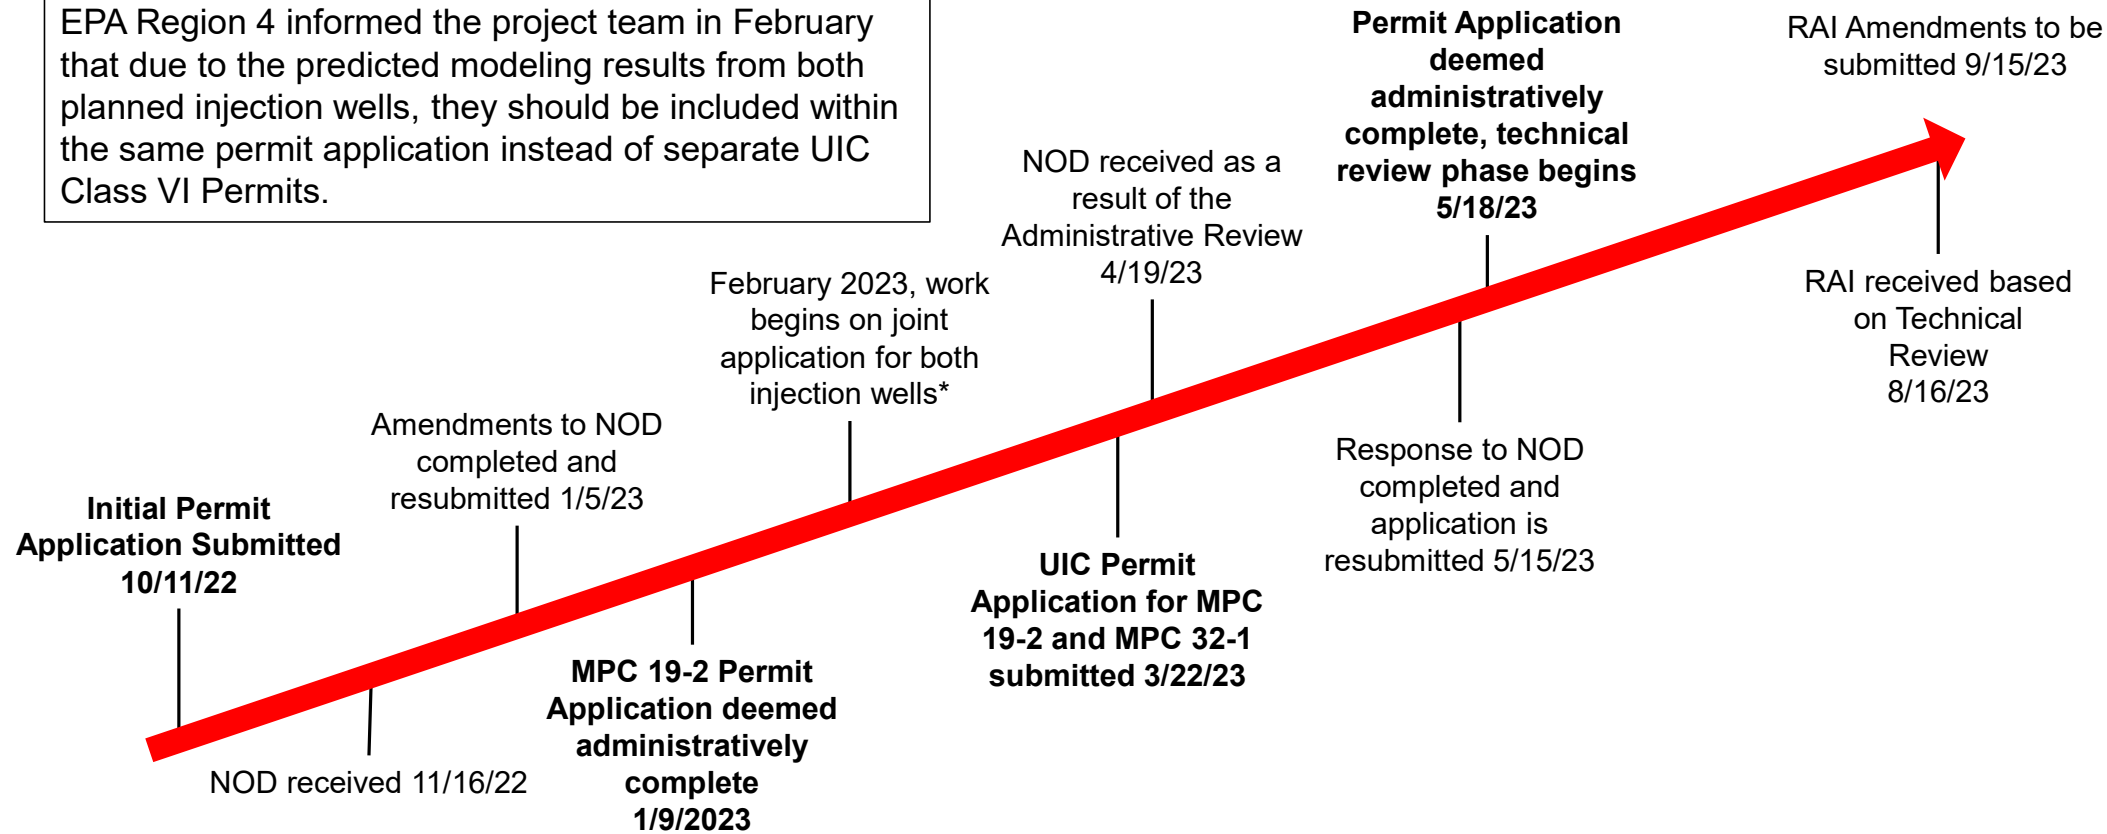 EPA Region 4 informed the project team in February
that due to the predicted modeling results from both
planned injection wells, they should be included within
the same permit application instead of separate UIC
Class VI Permits.
Initial Permit
Application Submitted
10/11/22
NOD received 11/16/22
Amendments to NOD
completed and
resubmitted 1/5/23
MPC 19-2 Permit
Application deemed
administratively
complete
1/9/2023
February 2023, work
begins on joint
application for both
injection wells*
UIC Permit
Application for MPC
19-2 and MPC 32-1
submitted 3/22/23
NOD received as a
result of the
Administrative Review
4/19/23
Response to NOD
completed and
application is
resubmitted 5/15/23
Permit Application
deemed
administratively
complete, technical
review phase begins
5/18/23
RAI received based
on Technical
Review
8/16/23
RAI Amendments to be
submitted 9/15/23